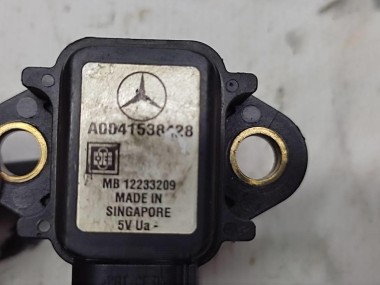 A0041538428
MB 12233209
MADE IN
SINGAPORE
5V Ua -